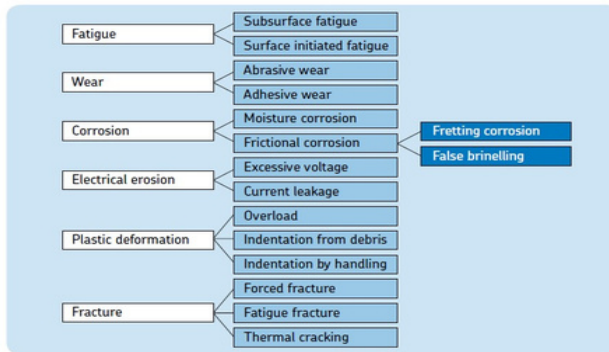 Fatigue
Subsurface fatigue
Surface initiated fatigue
Wear
Abrasive wear
Adhesive wear
Corrosion
Moisture corrosion
Frictional corrosion
Fretting corrosion
False brinelling
Electrical erosion
Excessive voltage
Current leakage
Plastic deformation
Overload
Indentation from debris
Indentation by handling
Fracture
Forced fracture
Fatigue fracture
Thermal cracking